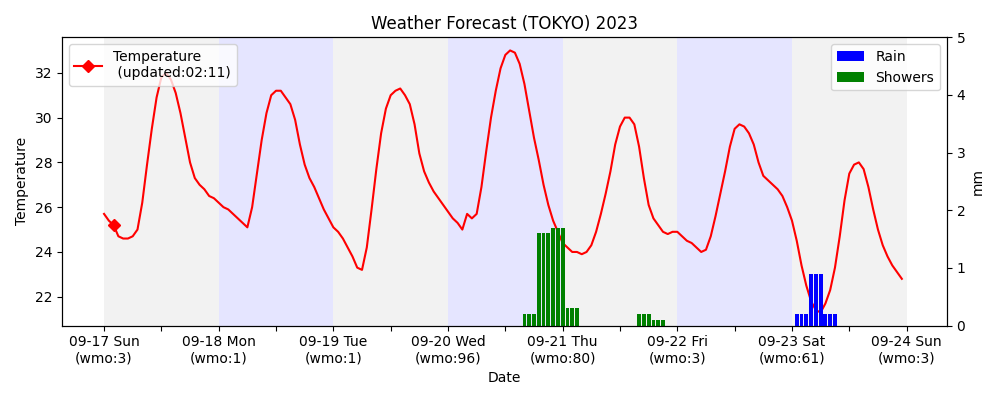 Weather Forecast (TOKYO) 2023
Temperature
(updated:02:11)
Rain
Showers
Temperature
32
30
28
26
24
22
5
4
3
2
1
0
mm
09-17 Sun
(wmo:3)
09-18 Mon
(wmo:1)
09-19 Tue
(wmo:1)
09-20 Wed
(wmo:96)
09-21 Thu
(wmo:80)
09-22 Fri
(wmo:3)
09-23 Sat
(wmo:61)
09-24 Sun
(wmo:3)
Date